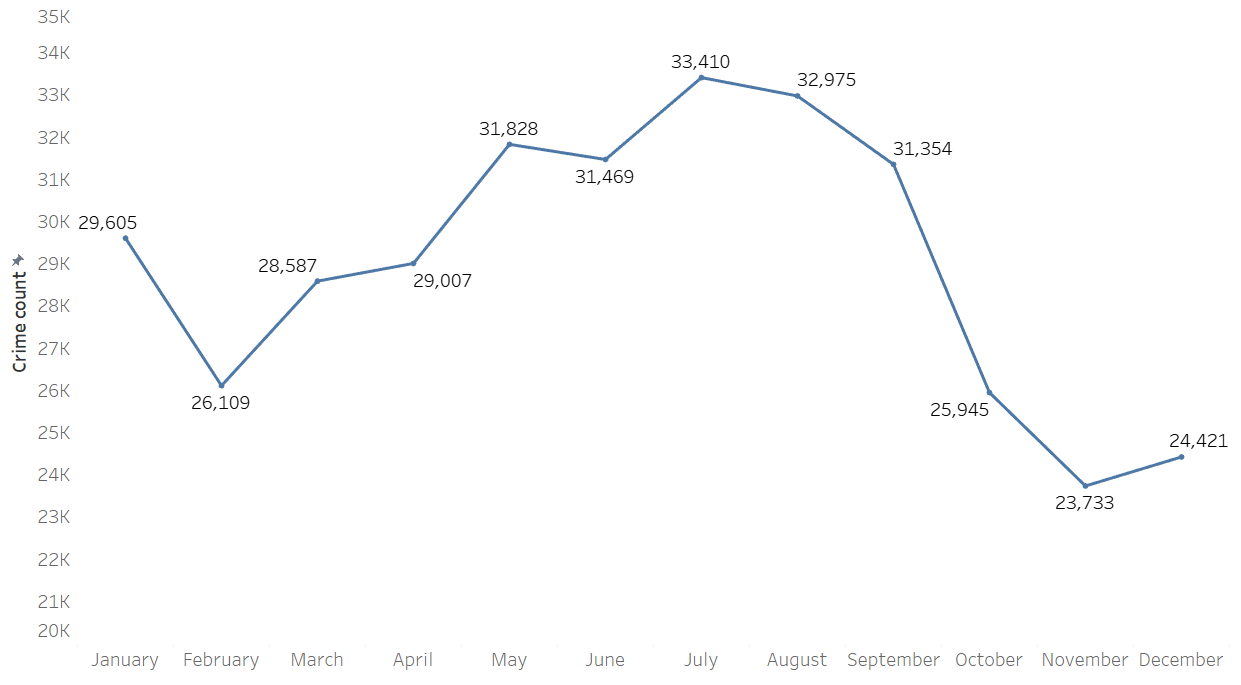 35K
34K
33K
32K
31K
30K
29K
28K
27K
26K
25K
24K
23K
22K
21K
20K
Crime count
29,605
26,109
28,587
29,007
31,828
31,469
33,410
32,975
31,354
25,945
23,733
24,421
January February March April May June July August September October November December